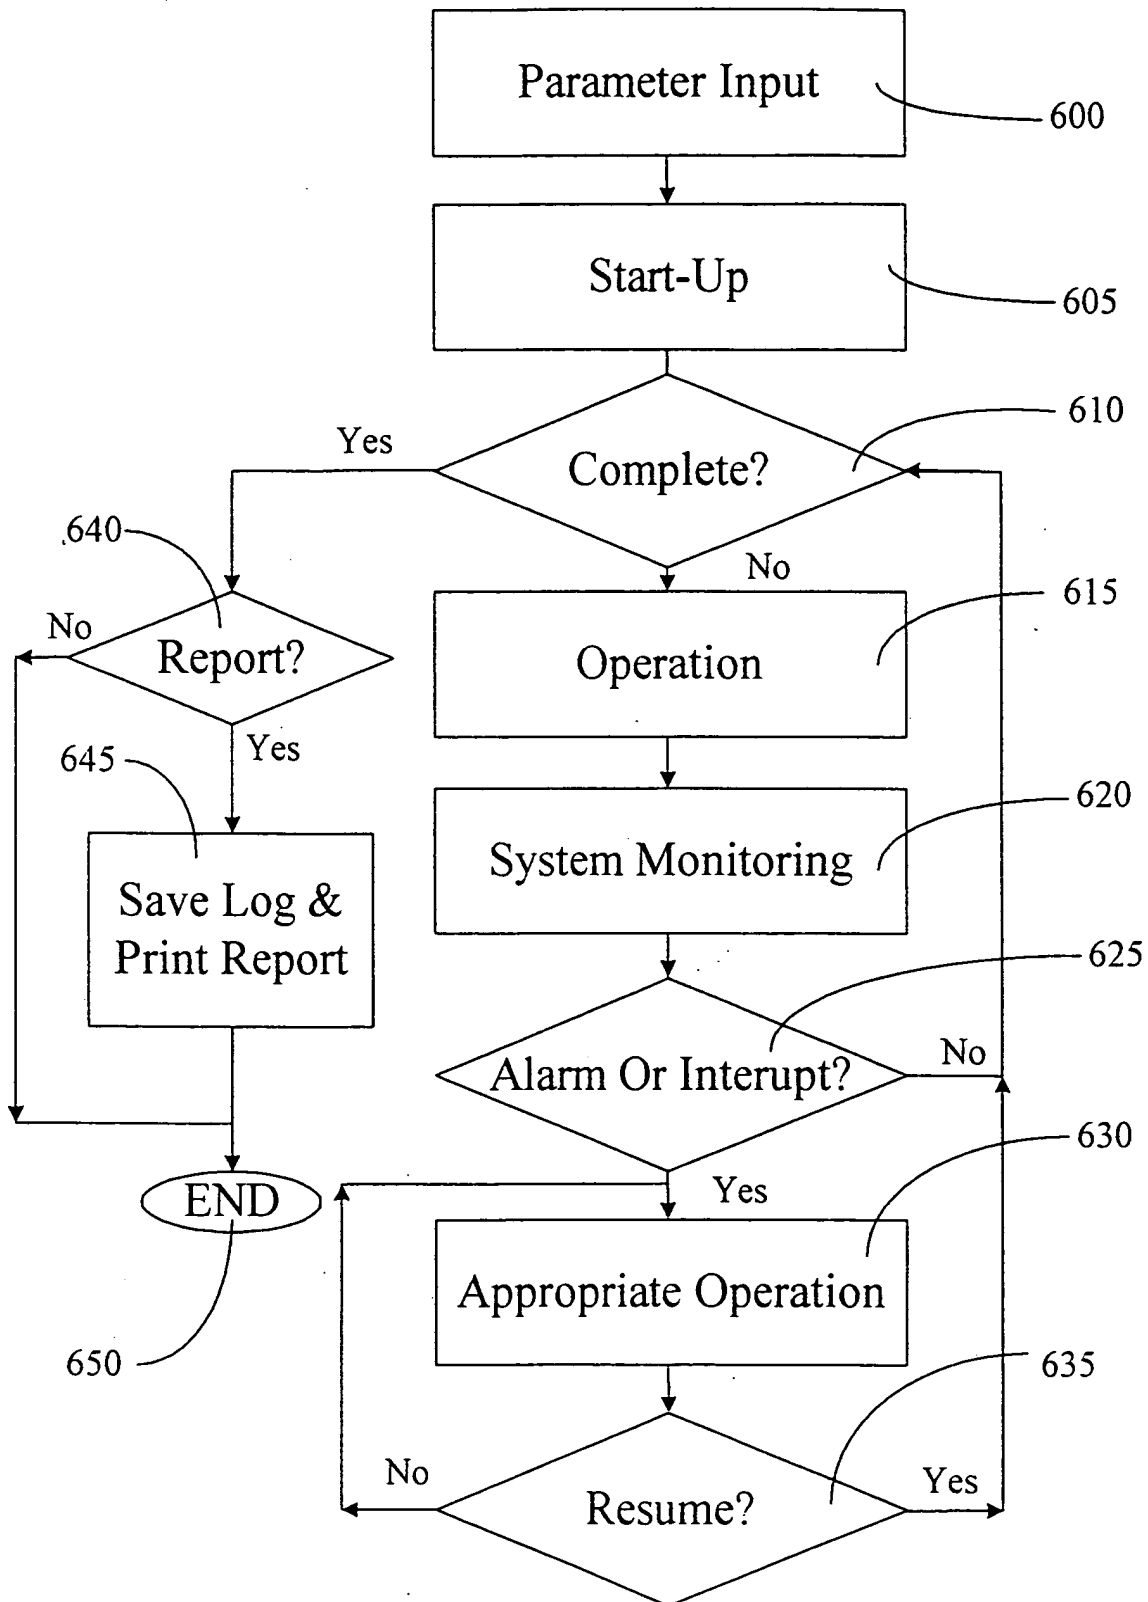 Parameter Input
600
Start-Up
605
610
Yes
Complete?
640
No
615
No
Report?
Operation
Yes
645
620
System Monitoring
Save Log &
Print Report
625
No
Alarm Or Interupt?
630
END
Yes
Appropriate Operation
650
635
No
Yes
Resume?